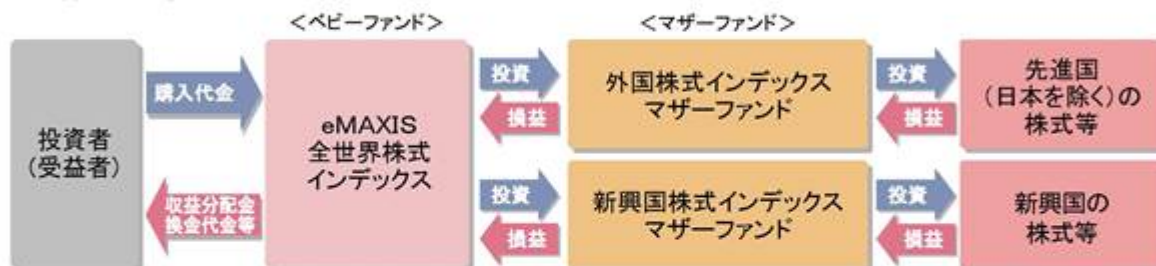 <ベビーファンド>
<マザーファンド>
投資者
(受益者)
購入代金
収益分配金
換金代金等
eMAXIS
全世界株式
インデックス
投資
損益
外国株式インデックス
マザーファンド
投資
損益
先進国
(日本を除く)の
株式等
投資
損益
新興国株式インデックス
マザーファンド
投資
損益
新興国の
株式等